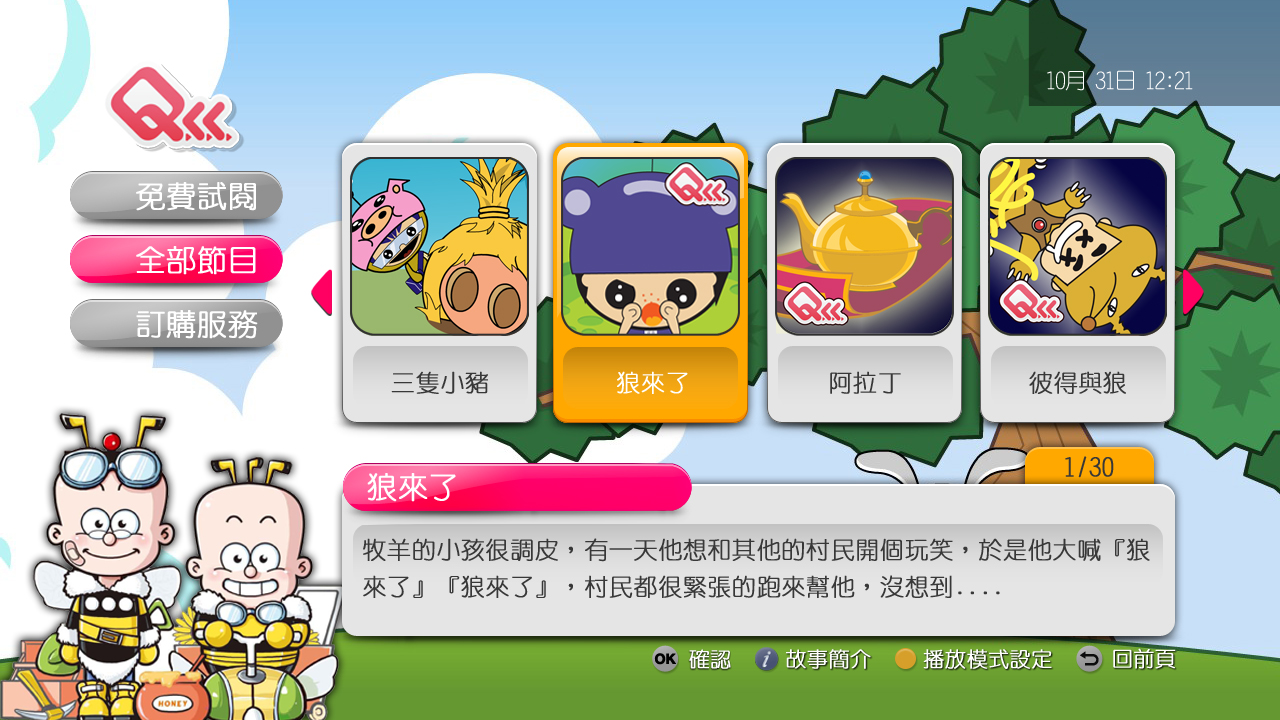 10月 31日 12:21
Qㄑㄑ
免費試閱
全部節目
訂購服務
三隻小豬
狼來了
阿拉丁
彼得與狼
1/30
狼來了
牧羊的小孩很調皮，有一天他想和其他的村民開個玩笑，於是他大喊『狼
來了』『狼來了』，村民都很緊張的跑來幫他，沒想到....
HONEY
OK 確認 i 故事簡介 播放模式設定 回前頁